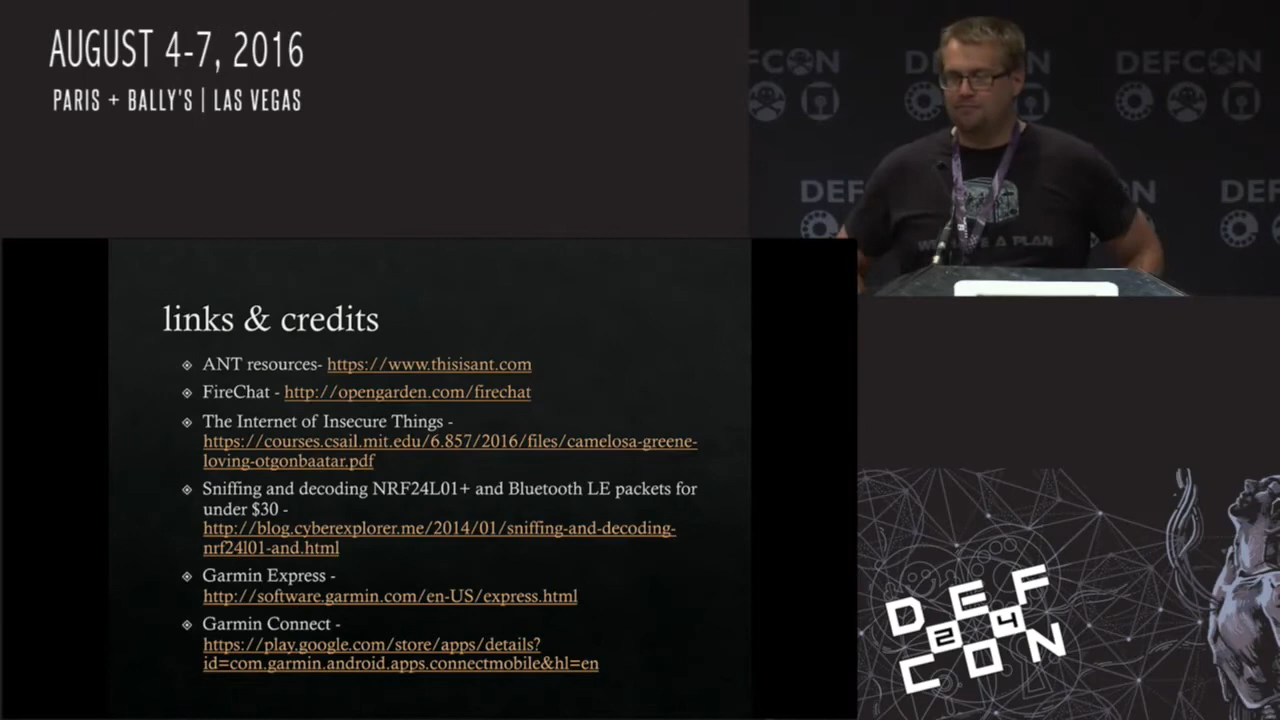 AUGUST 4-7, 2016
PARIS + BALLY'S | LAS VEGAS
DEFCON
DEFCON
DEF
DEF
A PLAN
links & credits
ANT resources- https://www.thisisant.com
FireChat - http://opengarden.com/firechat
The Internet of Insecure Things -
https://courses.csail.mit.edu/6.857/2016/files/camelosa-greene-
loving-otgonbaatar.pdf
Sniffing and decoding NRF24L01+ and Bluetooth LE packets for
under $30 -
http://blog.cyberexplorer.me/2014/01/sniffing-and-decoding-
nrf24l01-and.html
Garmin Express -
http://software.garmin.com/en-US/express.html
Garmin Connect -
https://play.google.com/store/apps/details?
id=com.garmin.android.apps.connectmobile&hl=en
DEF
24
CON